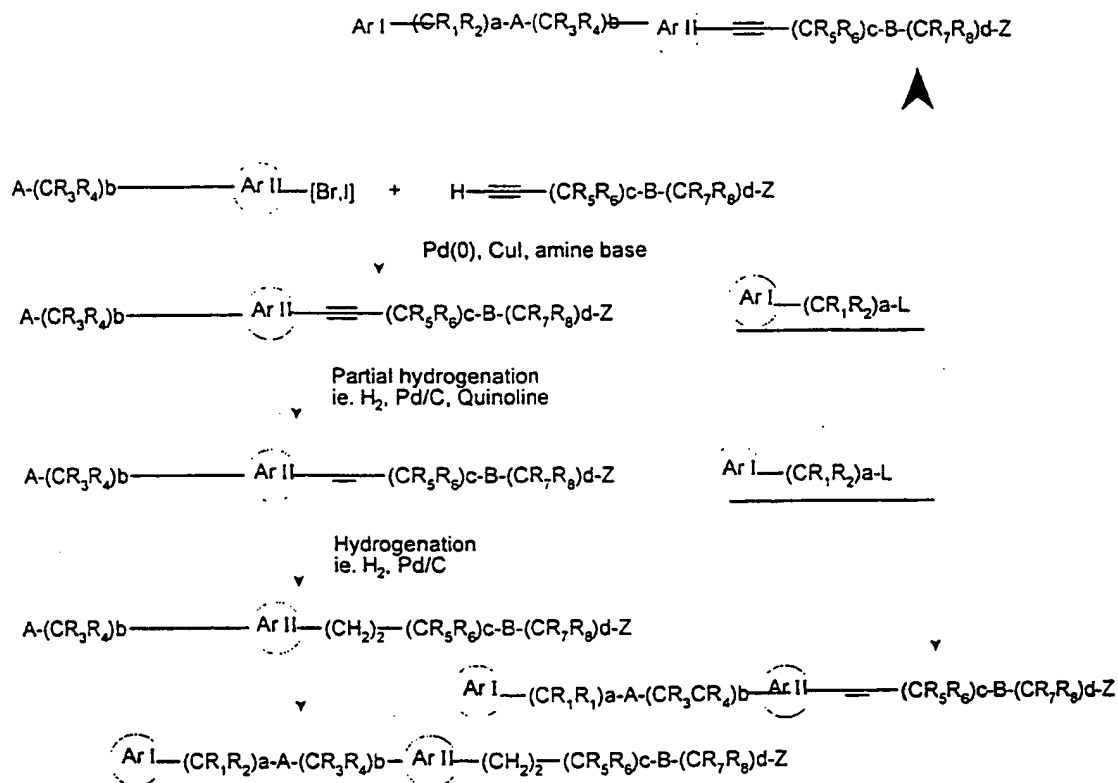 Ar I—(CR₁R₂)a-A-(CR₃R₄)b—Ar II—≡—(CR₅R₆)c-B-(CR₇R₈)d-Z
A-(CR₃R₄)b—Ar II—[Br,I] + H—≡—(CR₅R₆)c-B-(CR₇R₈)d-Z
Pd(0), CuI, amine base
A-(CR₃R₄)b—Ar II—≡—(CR₅R₆)c-B-(CR₇R₈)d-Z Ar I—(CR₁R₂)a-L
Partial hydrogenation
ie. H₂, Pd/C, Quinoline
A-(CR₃R₄)b—Ar II—=—(CR₅R₆)c-B-(CR₇R₈)d-Z Ar I—(CR₁R₂)a-L
Hydrogenation
ie. H₂, Pd/C
A-(CR₃R₄)b—Ar II—(CH₂)₂—(CR₅R₆)c-B-(CR₇R₈)d-Z
Ar I—(CR₁R₁)a-A-(CR₃CR₄)b—Ar II—=—(CR₅R₆)c-B-(CR₇R₈)d-Z
Ar I—(CR₁R₂)a-A-(CR₃R₄)b—Ar II—(CH₂)₂—(CR₅R₆)c-B-(CR₇R₈)d-Z